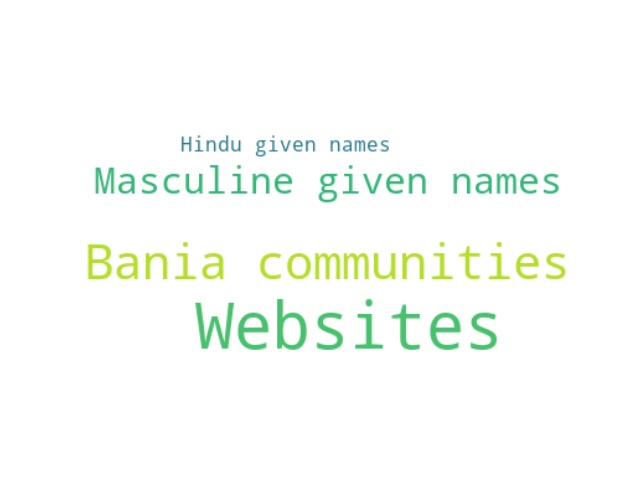 Hindu given names
Masculine given names
Bania communities
Websites